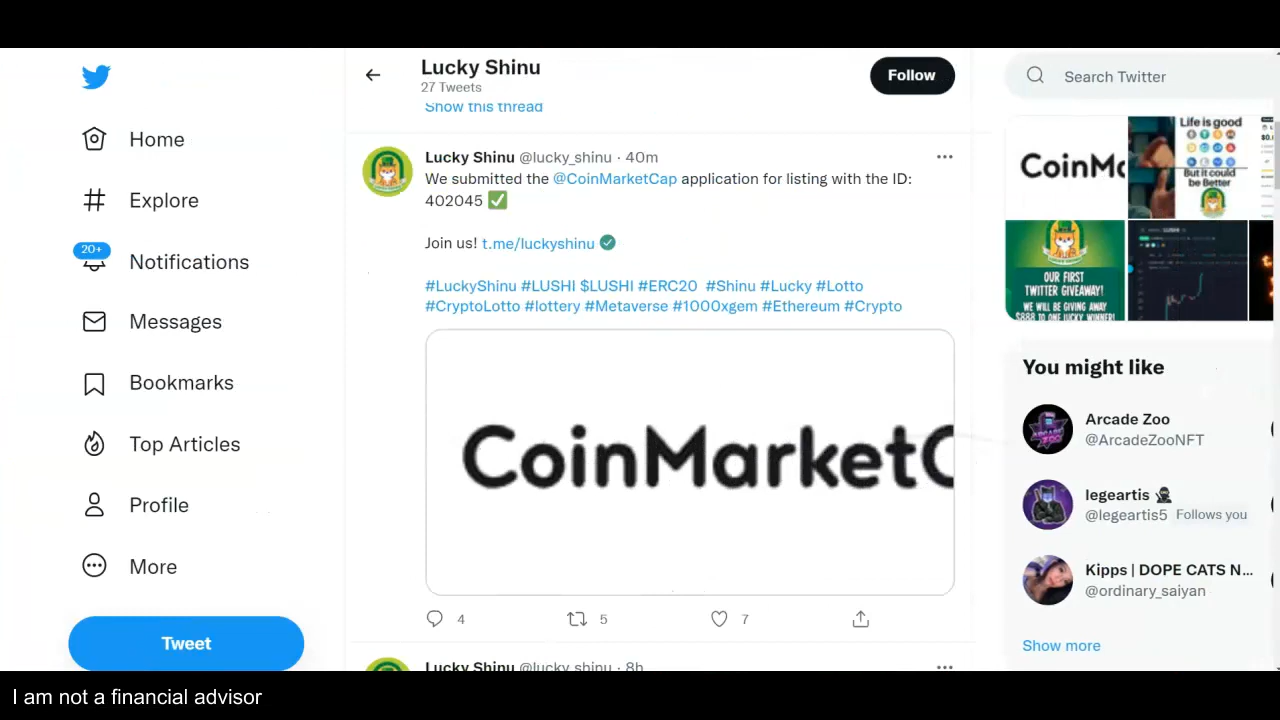 Home
Explore
20+
Notifications
Messages
Bookmarks
Top Articles
Profile
More
Tweet
Lucky Shinu
27 Tweets
Follow
Show this thread
Lucky Shinu @lucky_shinu · 40m
We submitted the @CoinMarketCap application for listing with the ID:
402045 ✅
Join us! t.me/luckyshinu
#LuckyShinu #LUSHI $LUSHI #ERC20 #Shinu #Lucky #Lotto
#CryptoLotto #lottery #Metaverse #1000xgem #Ethereum #Crypto
CoinMarketC
4 5 7
Lucky Shinu @lucky_shinu · 8h
Search Twitter
CoinMa
Life is good
But it could
be Better
OUR FIRST
TWITTER GIVEAWAY!
WE WILL BE GIVING AWAY
$888 TO ONE LUCKY WINNER!
You might like
Arcade Zoo
@ArcadeZooNFT
legeartis
@legeartis5 Follows you
Kipps | DOPE CATS N...
@ordinary_saiyan
Show more
I am not a financial advisor